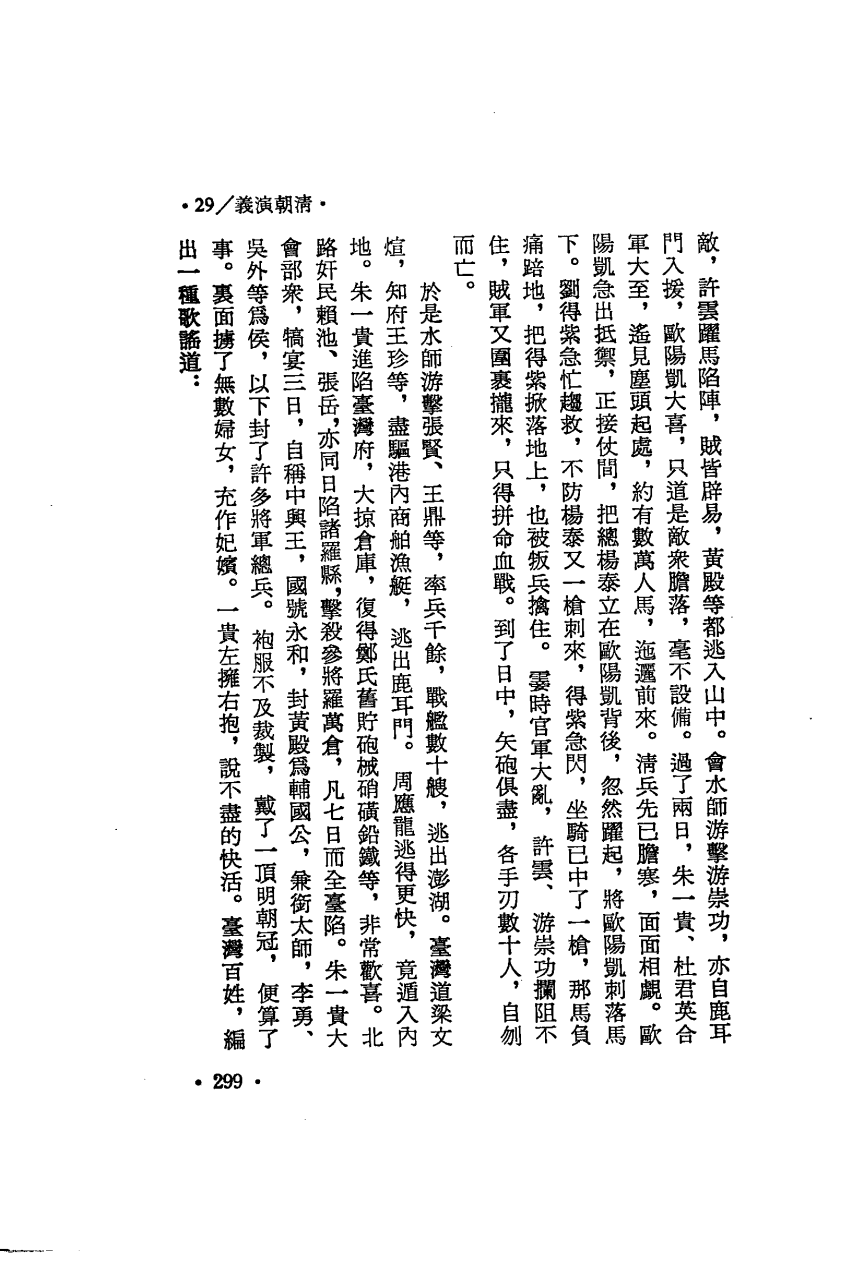 •29／義演朝清•
敵，許雲躍馬陷陣，賊皆辟易，黃殿等都逃入山中。會水師游擊游崇功，亦自鹿耳
門入援，歐陽凱大喜，只道是敵衆膽落，毫不設備。過了兩日，朱一貴、杜君英合
軍大至，遙見塵頭起處，約有數萬人馬，迤邐前來。清兵先已膽寒，面面相覷。歐
陽凱急出抵禦，正接仗間，把總楊泰立在歐陽凱背後，忽然躍起，將歐陽凱刺落馬
下。劉得紫急忙趨救，不防楊泰又一槍刺來，得紫急閃，坐騎已中了一槍，那馬負
痛踣地，把得紫掀落地上，也被叛兵擒住。霎時官軍大亂，許雲、游崇功攔阻不
住，賊軍又圍裹攏來，只得拼命血戰。到了日中，矢砲俱盡，各手刃數十人，自刎
而亡。
於是水師游擊張賢、王鼎等，率兵千餘，戰艦數十艘，逃出澎湖。臺灣道梁文
煊，知府王珍等，盡驅港內商舶漁艇，逃出鹿耳門。周應龍逃得更快，竟遁入內
地。朱一貴進陷臺灣府，大掠倉庫，復得鄭氏舊貯砲械硝磺鉛鐵等，非常歡喜。北
路奸民賴池、張岳，亦同日陷諸羅縣，擊殺參將羅萬倉，凡七日而全臺陷。朱一貴大
會部衆，犒宴三日，自稱中興王，國號永和，封黃殿爲輔國公，兼銜太師，李勇、
吳外等爲侯，以下封了許多將軍總兵。袍服不及裁製，戴了一頂明朝冠，便算了
事。裏面擄了無數婦女，充作妃嬪。一貴左擁右抱，說不盡的快活。臺灣百姓，編
出一種歌謠道：
•299•